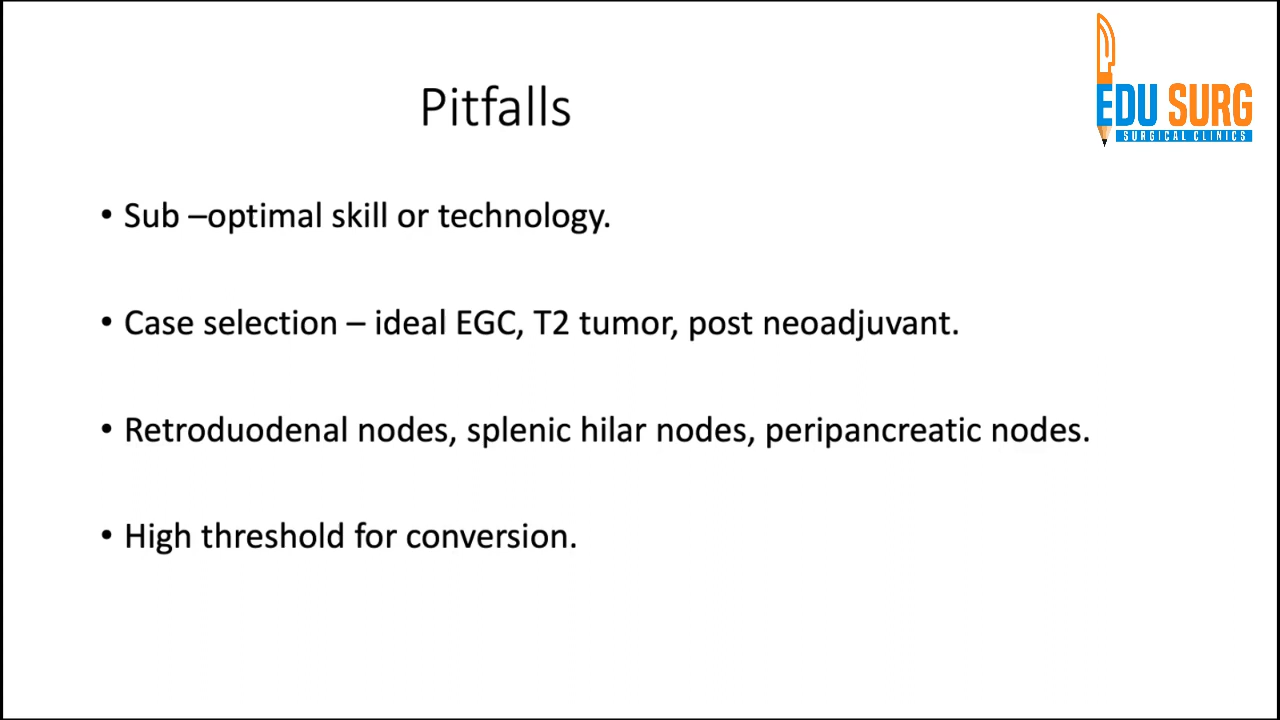 EDU SURG
SURGICAL CLINICS
Pitfalls
• Sub –optimal skill or technology.
• Case selection – ideal EGC, T2 tumor, post neoadjuvant.
• Retroduodenal nodes, splenic hilar nodes, peripancreatic nodes.
• High threshold for conversion.